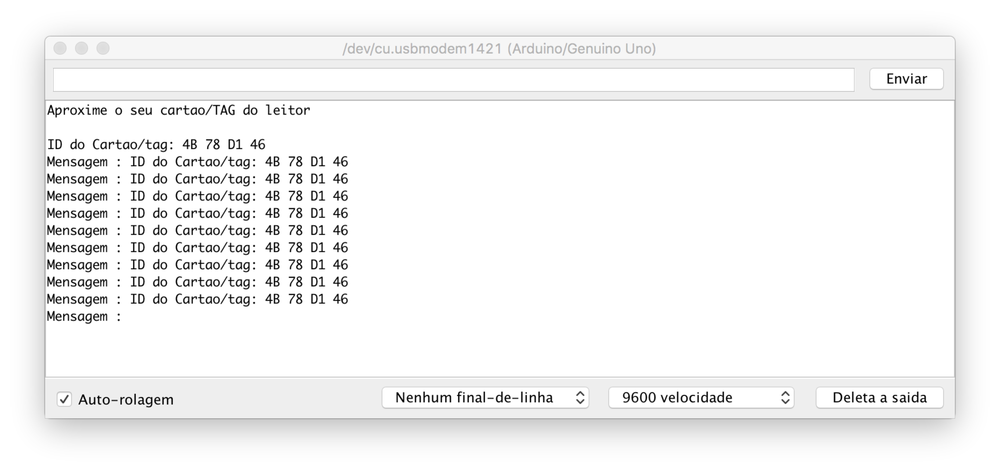 /dev/cu.usbmodem1421 (Arduino/Genuino Uno)
Enviar
Aproxime o seu cartao/TAG do leitor
ID do Cartao/tag: 4B 78 D1 46
Mensagem : ID do Cartao/tag: 4B 78 D1 46
Mensagem : ID do Cartao/tag: 4B 78 D1 46
Mensagem : ID do Cartao/tag: 4B 78 D1 46
Mensagem : ID do Cartao/tag: 4B 78 D1 46
Mensagem : ID do Cartao/tag: 4B 78 D1 46
Mensagem : ID do Cartao/tag: 4B 78 D1 46
Mensagem : ID do Cartao/tag: 4B 78 D1 46
Mensagem : ID do Cartao/tag: 4B 78 D1 46
Mensagem : ID do Cartao/tag: 4B 78 D1 46
Mensagem :
Auto-rolagem
Nenhum final-de-linha
9600 velocidade
Deleta a saida